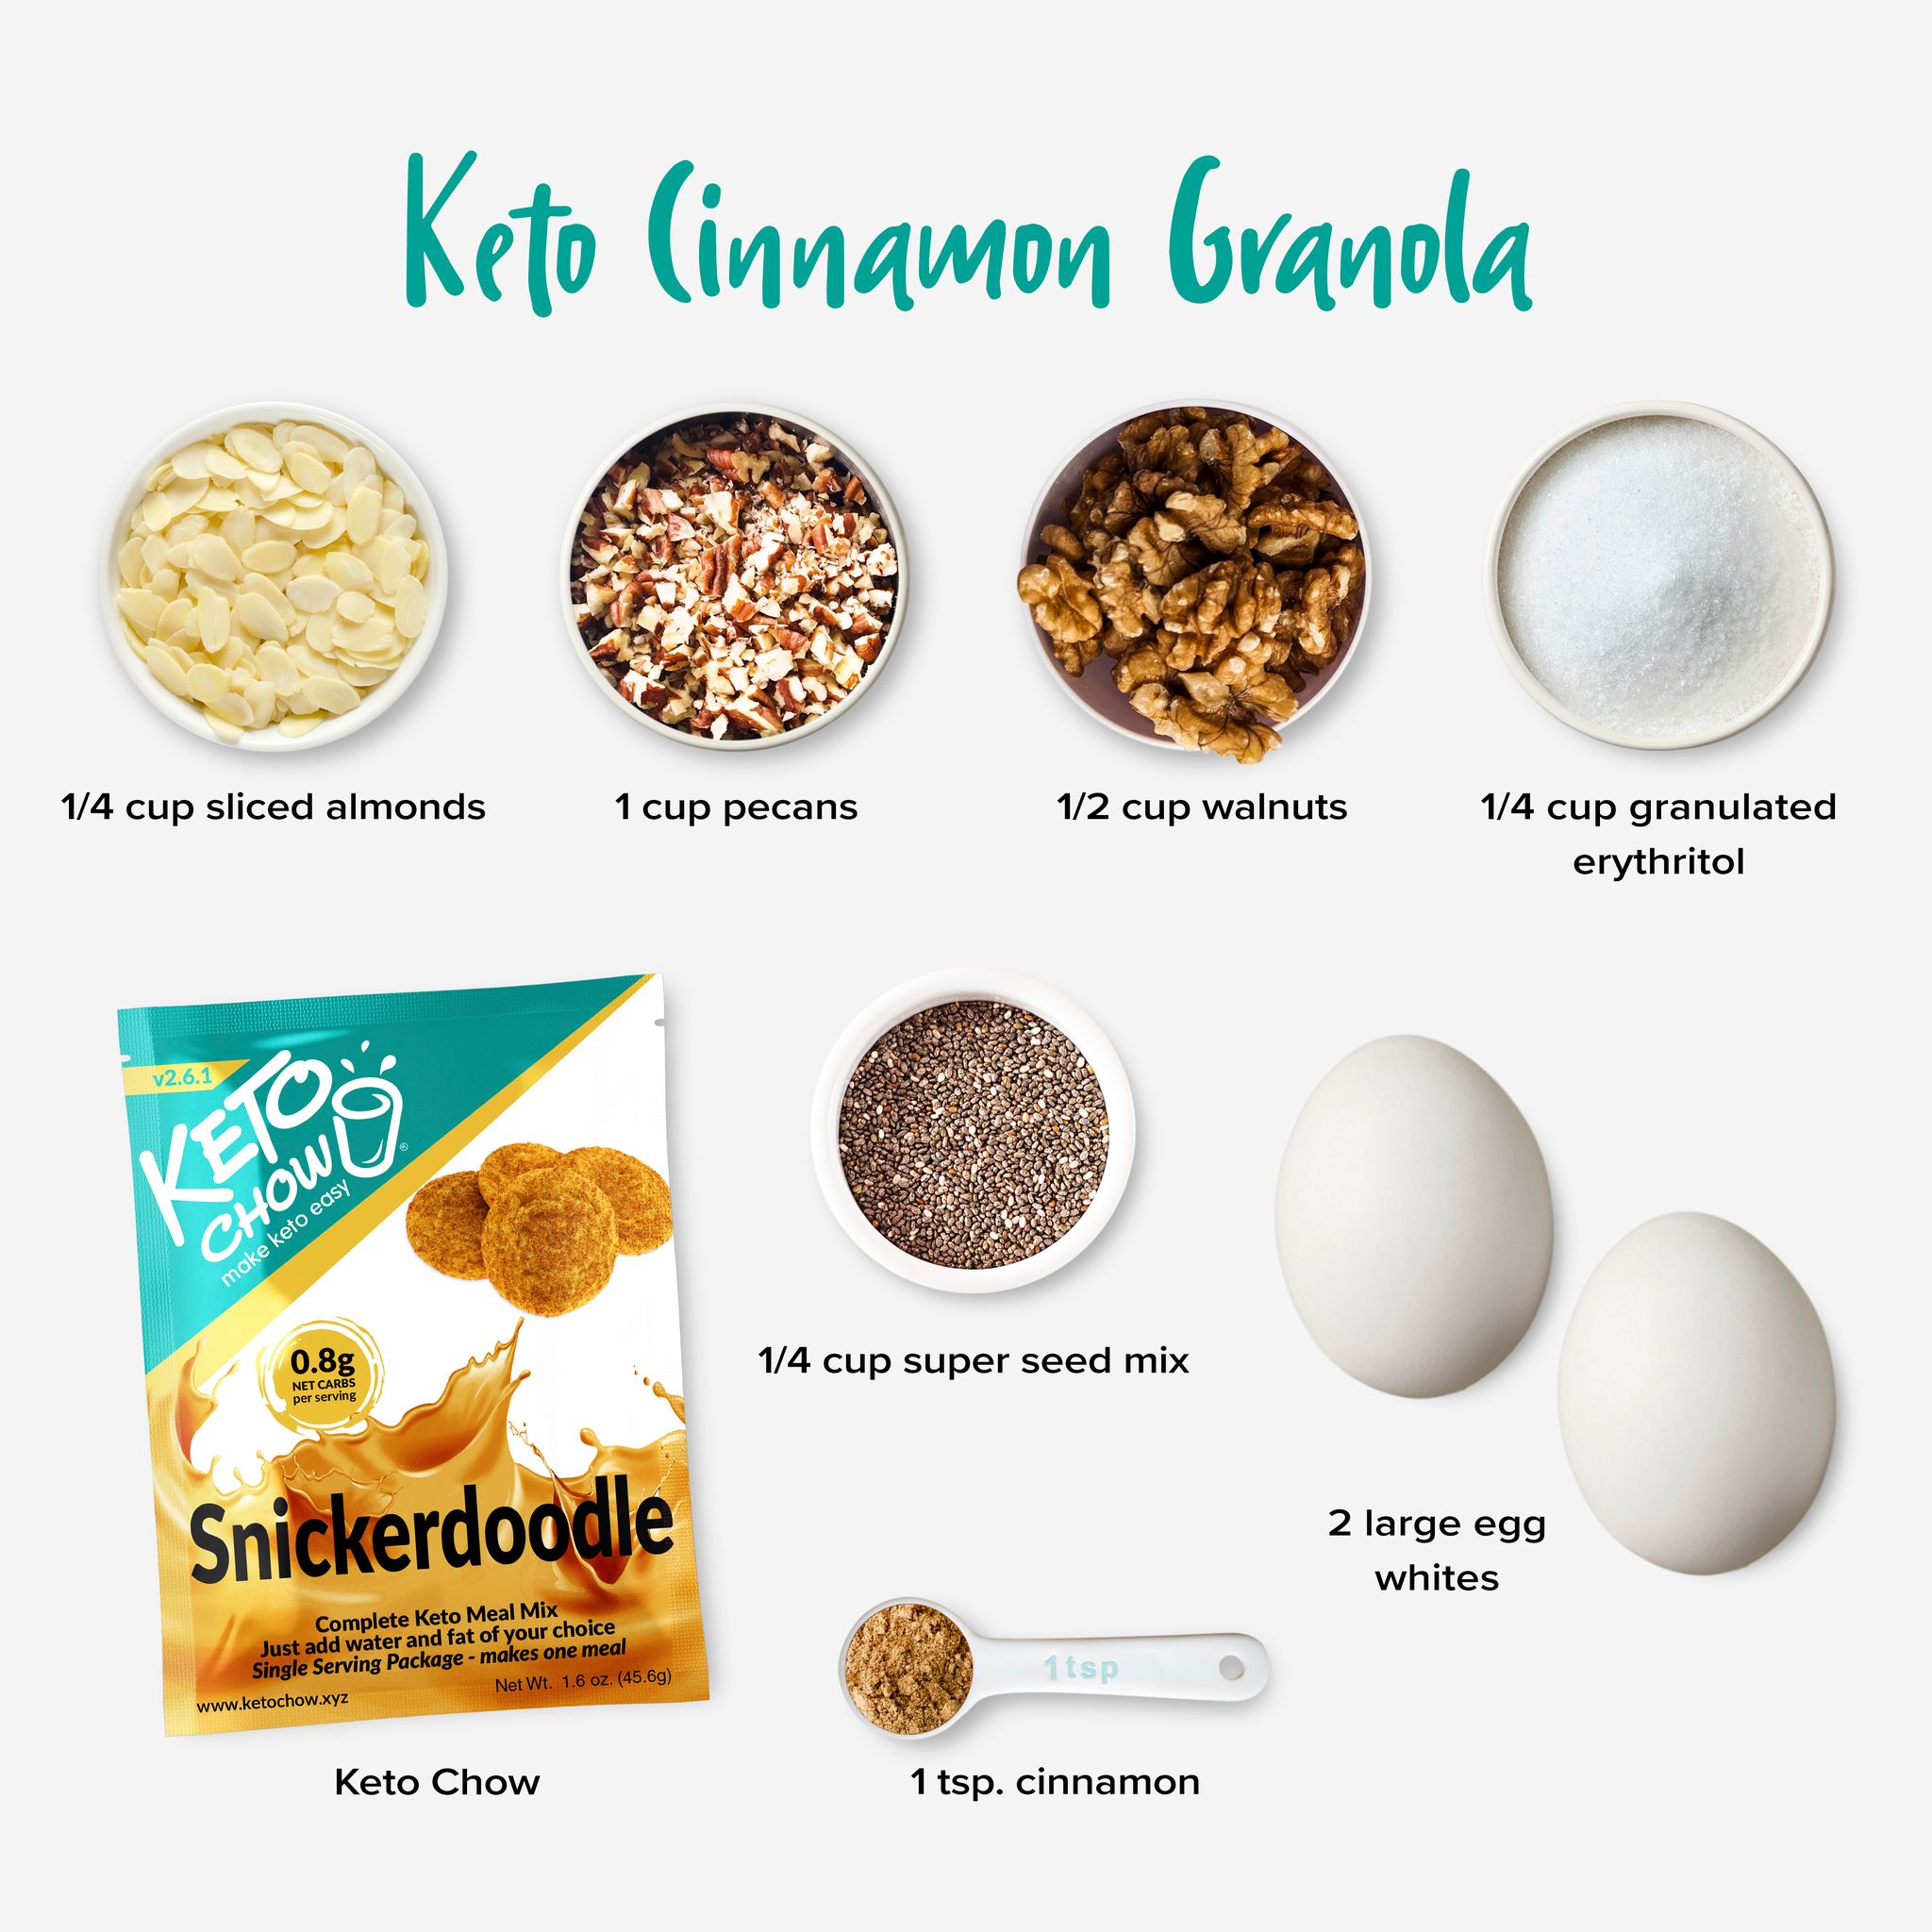 Keto Cinnamon Granola
1/4 cup sliced almonds
1 cup pecans
1/2 cup walnuts
1/4 cup granulated
erythritol
v2.6.1
KETO
CHOW®
make keto easy
0.8g
NET CARBS
per serving
Snickerdoodle
Complete Keto Meal Mix
Just add water and fat of your choice
Single Serving Package - makes one meal
Net Wt. 1.6 oz. (45.6g)
www.ketochow.xyz
Keto Chow
1/4 cup super seed mix
2 large egg
whites
1 tsp
1 tsp. cinnamon